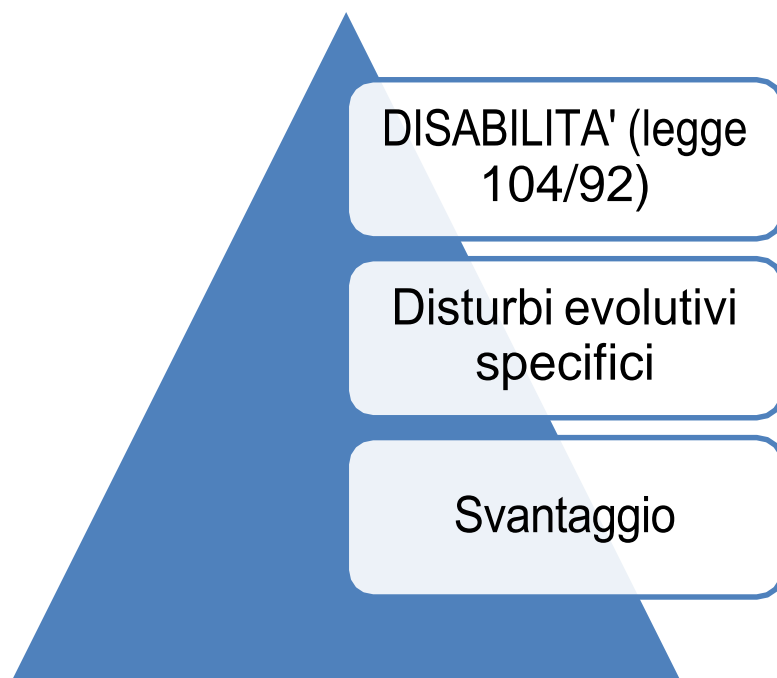 DISABILITA' (legge
104/92)
Disturbi evolutivi
specifici
Svantaggio